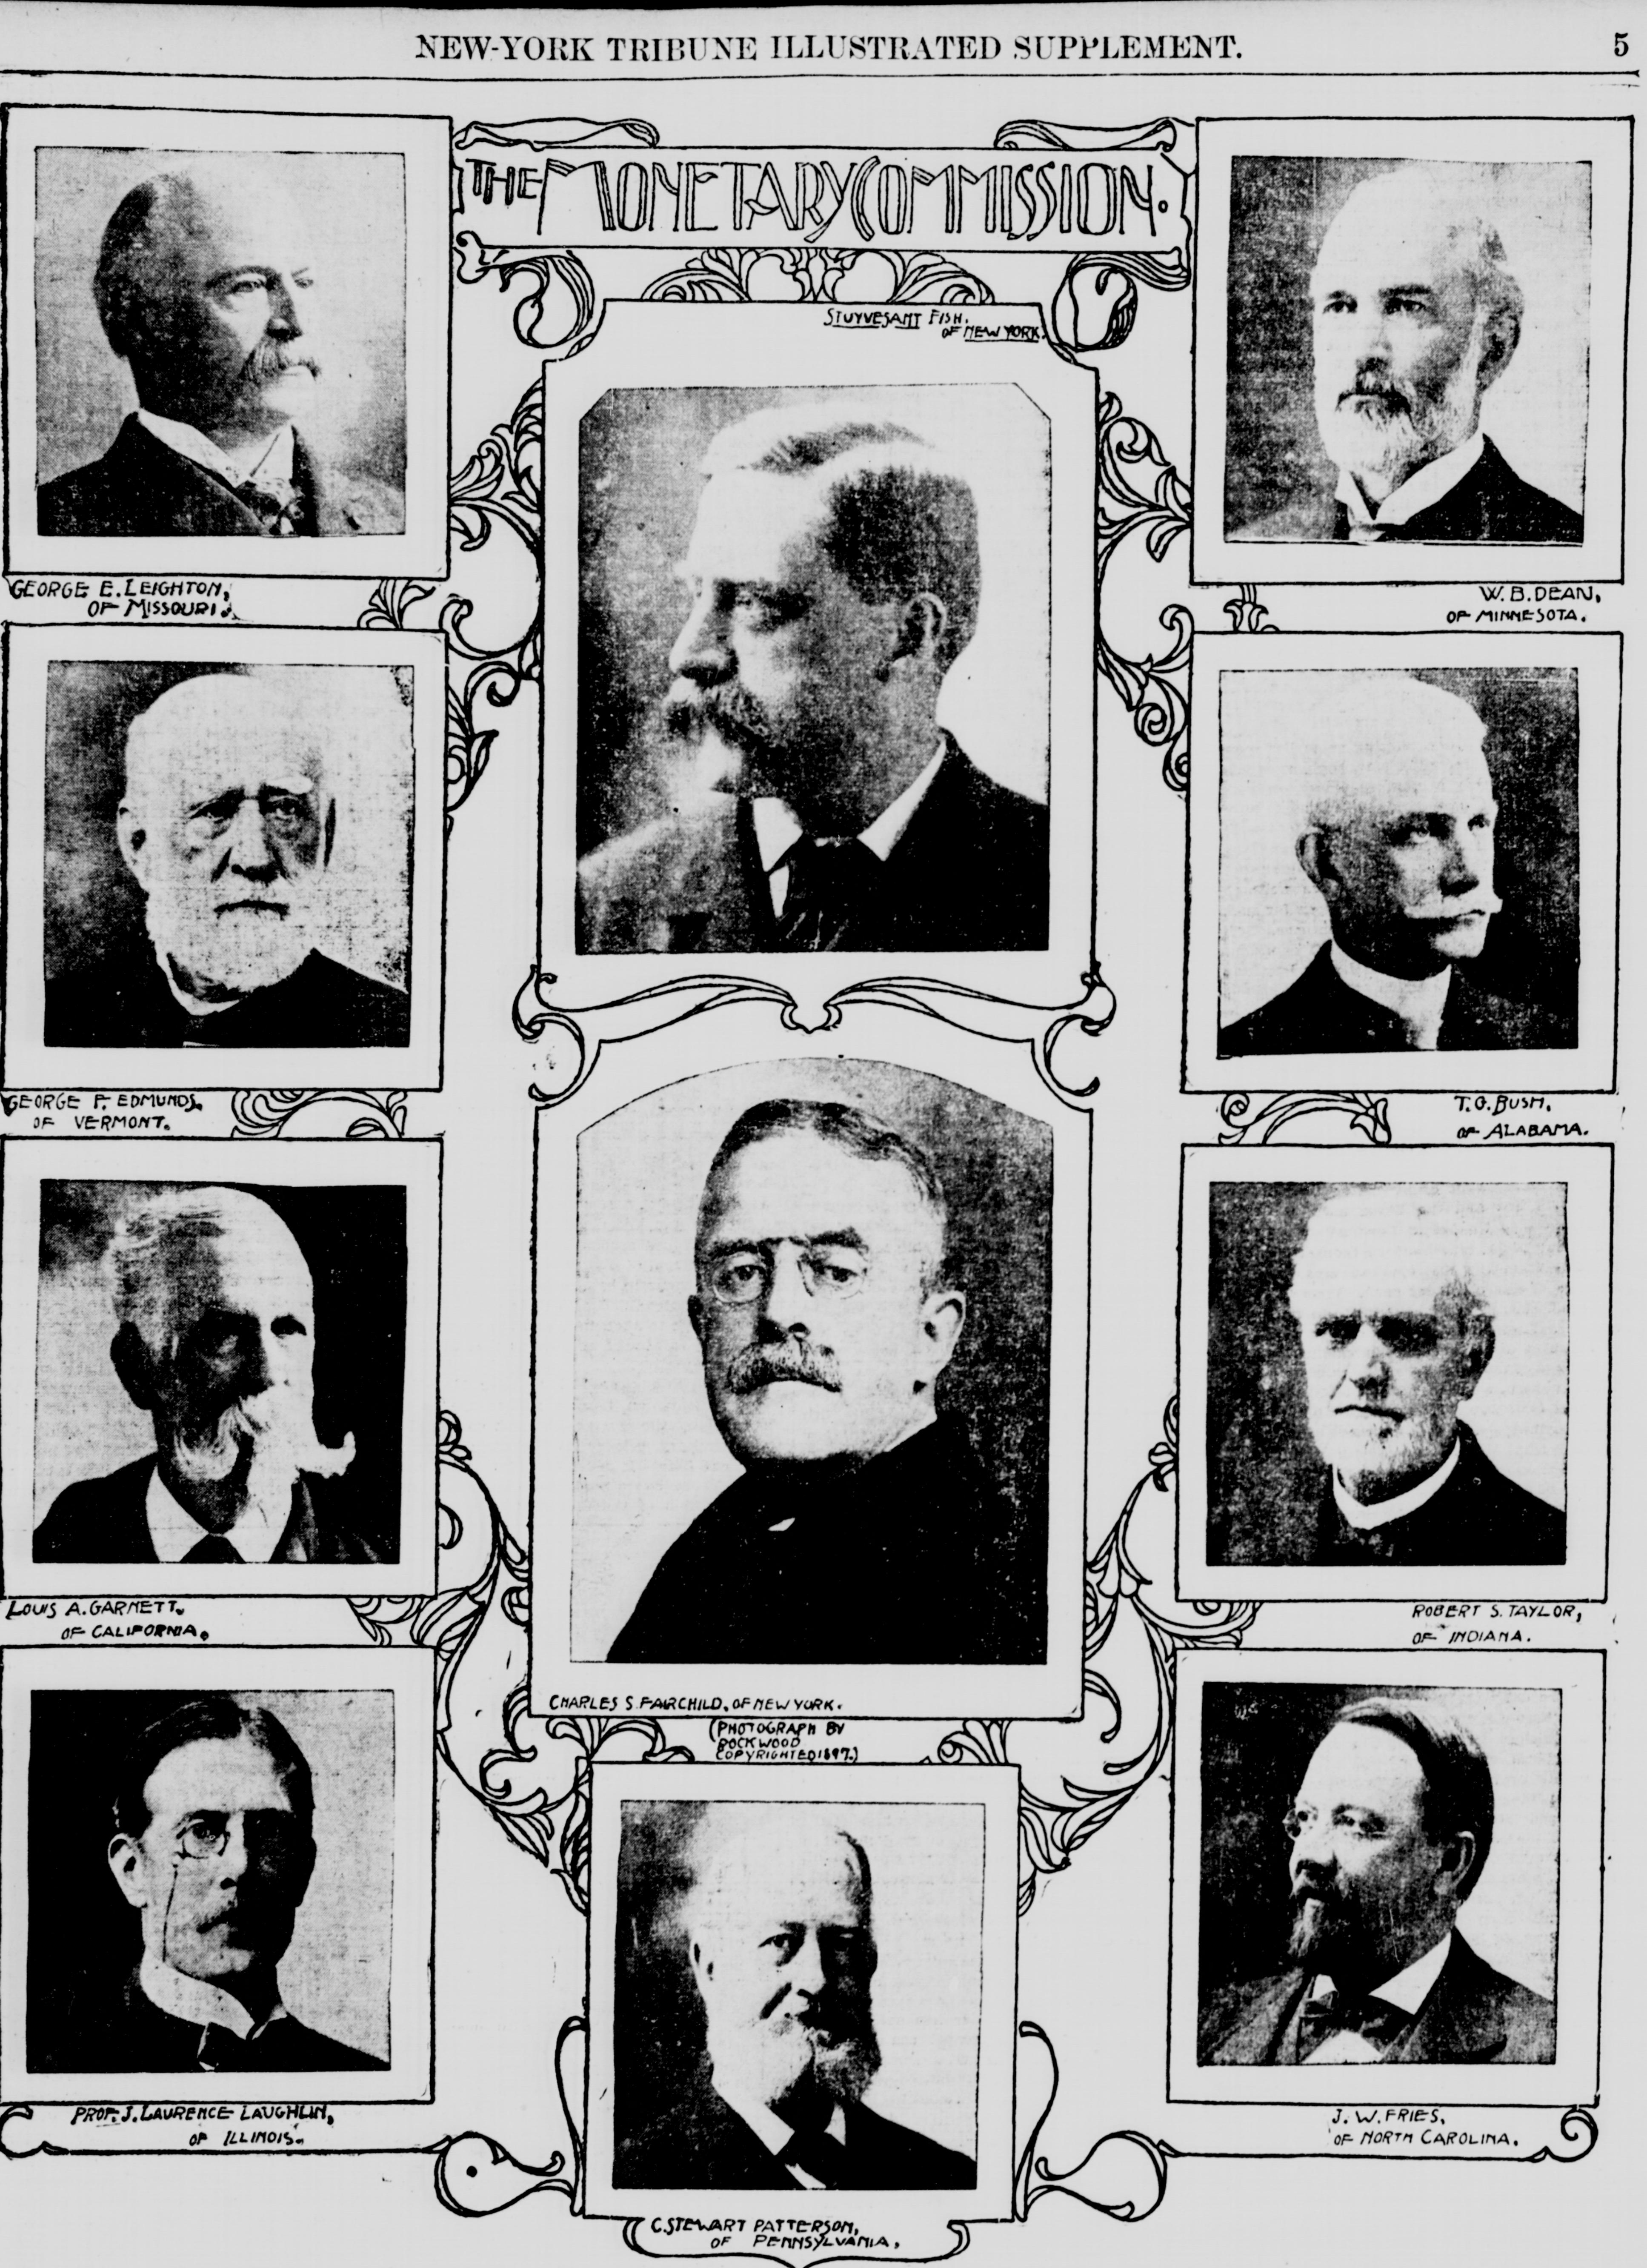 NEW-YORK TRIBUNE ILLUSTRATED SUPPLEMENT.
5
THE MONETARY COMMISSION.
STUYVESANT FISH.
OF NEW YORK.
GEORGE E. LEIGHTON,
OF MISSOURI.
W. B. DEAN,
OF MINNESOTA.
GEORGE F. EDMUNDS,
OF VERMONT.
T. G. BUSH,
OF ALABAMA.
LOUIS A. GARNETT,
OF CALIFORNIA.
ROBERT S. TAYLOR,
OF INDIANA.
CHARLES S. FAIRCHILD, OF NEW YORK.
(PHOTOGRAPH BY
ROCKWOOD
COPYRIGHTED 1897.)
PROF. J. LAURENCE LAUGHLIN,
OF ILLINOIS.
J. W. FRIES,
OF NORTH CAROLINA.
C. STEWART PATTERSON,
OF PENNSYLVANIA,